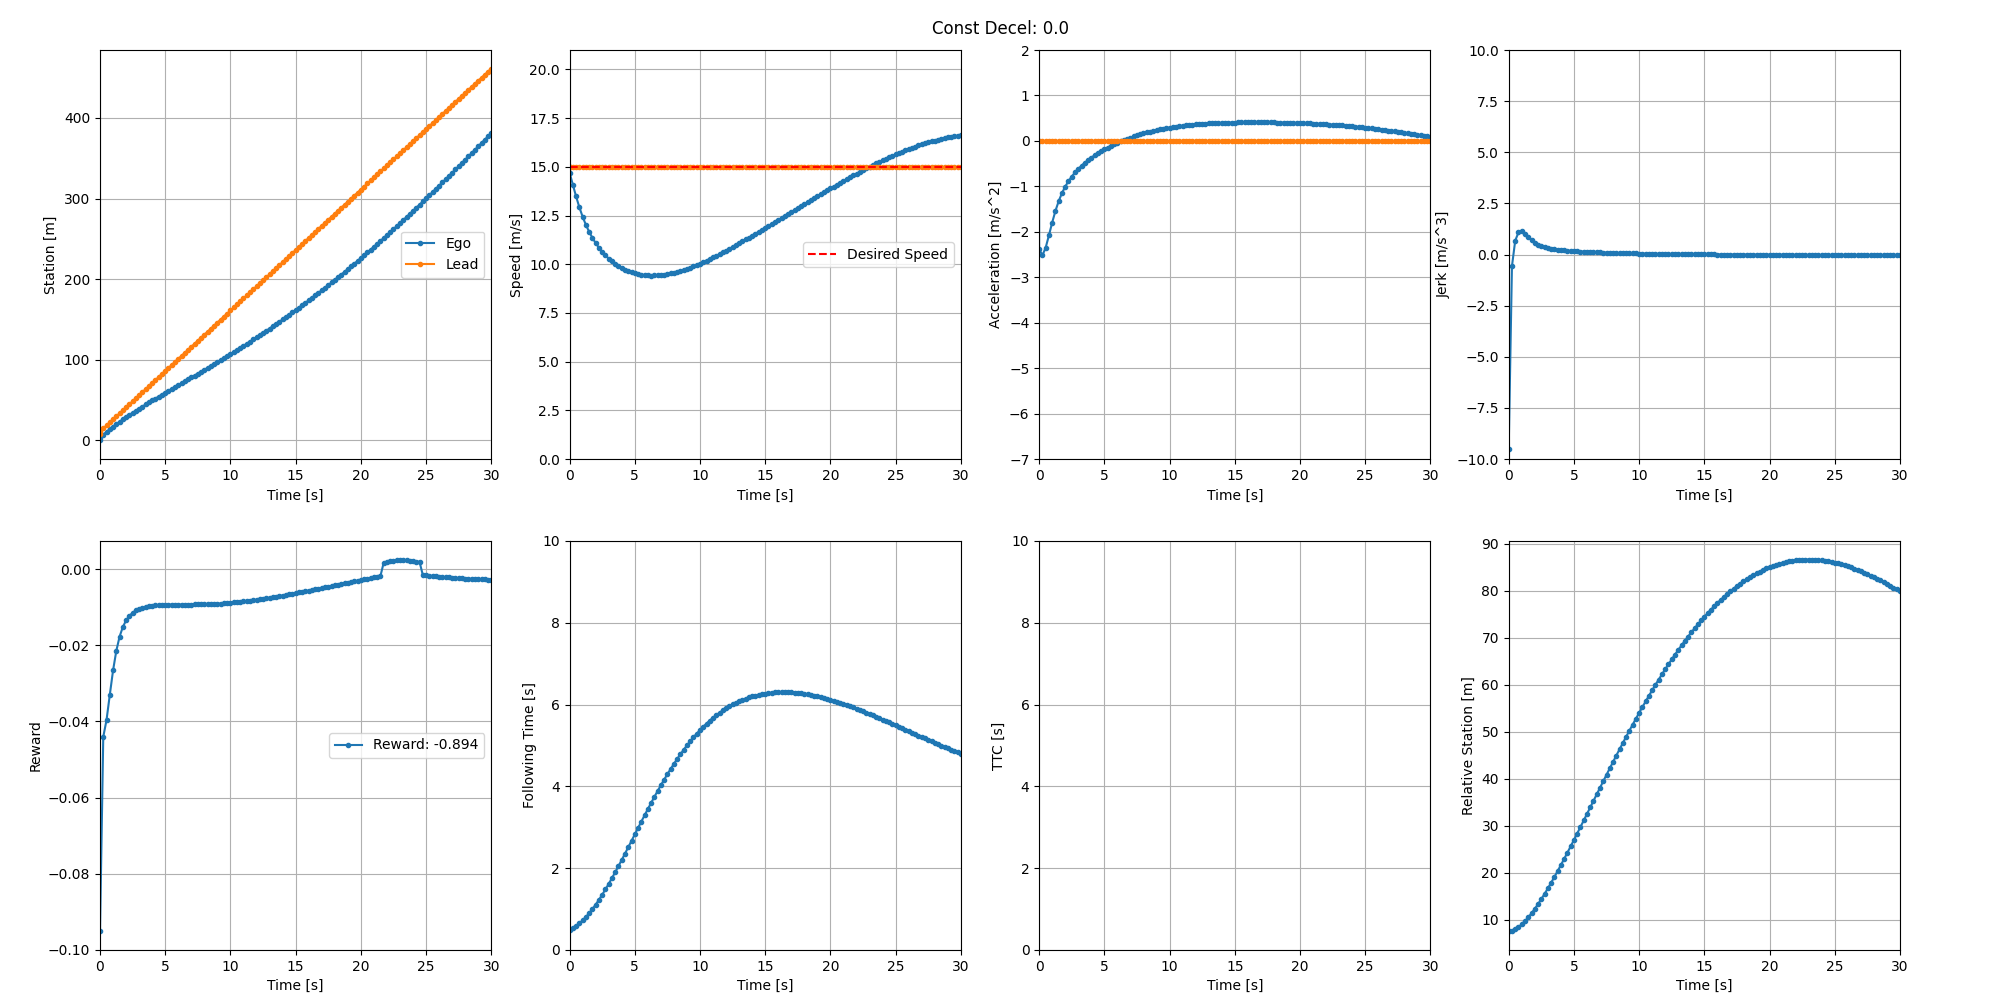 Const Decel: 0.0
Station [m]
400
300
200
100
0
0 5 10 15 20 25 30
Time [s]
Ego
Lead
Speed [m/s]
20.0
17.5
15.0
12.5
10.0
7.5
5.0
2.5
0.0
0 5 10 15 20 25 30
Time [s]
Desired Speed
Acceleration [m/s^2]
2
1
0
−1
−2
−3
−4
−5
−6
−7
0 5 10 15 20 25 30
Time [s]
Jerk [m/s^3]
10.0
7.5
5.0
2.5
0.0
−2.5
−5.0
−7.5
−10.0
0 5 10 15 20 25 30
Time [s]
Reward
0.00
−0.02
−0.04
−0.06
−0.08
−0.10
0 5 10 15 20 25 30
Time [s]
Reward: -0.894
Following Time [s]
10
8
6
4
2
0
0 5 10 15 20 25 30
Time [s]
TTC [s]
10
8
6
4
2
0
0 5 10 15 20 25 30
Time [s]
Relative Station [m]
90
80
70
60
50
40
30
20
10
0 5 10 15 20 25 30
Time [s]